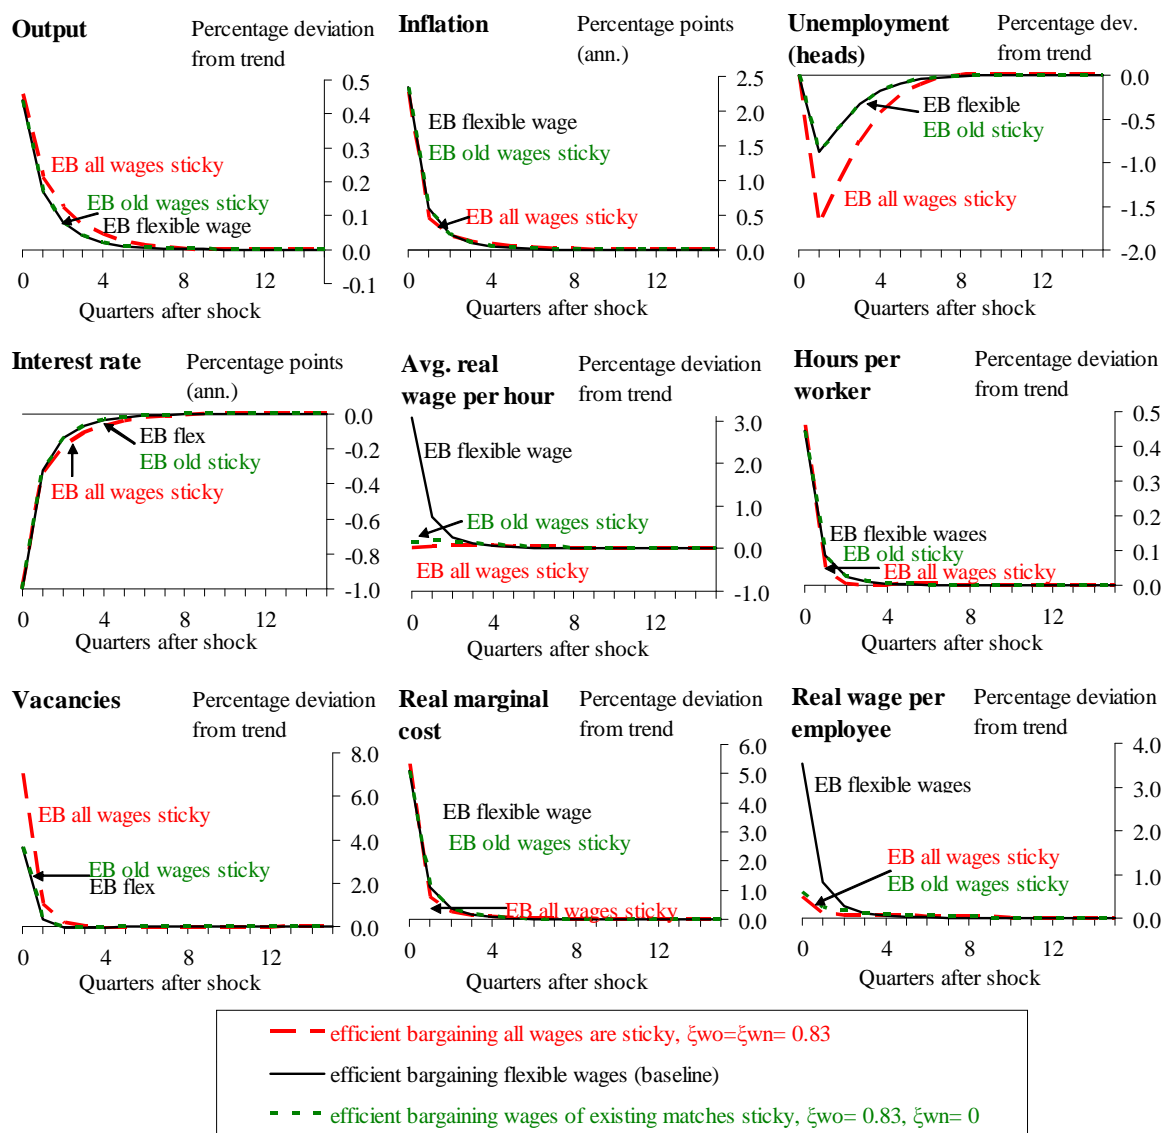 Output
Percentage deviation
from trend
0.5
0.4
0.3
0.2
0.1
0.0
-0.1
EB all wages sticky
EB old wages sticky
EB flexible wage
0 4 8 12
Quarters after shock
Inflation
Percentage points
(ann.)
2.5
2.0
1.5
1.0
0.5
0.0
EB flexible wage
EB old wages sticky
EB all wages sticky
0 4 8 12
Quarters after shock
Unemployment
(heads)
Percentage dev.
from trend
0.0
-0.5
-1.0
-1.5
-2.0
EB flexible
EB old sticky
EB all wages sticky
0 4 8 12
Quarters after shock
Interest rate
Percentage points
(ann.)
0.0
-0.2
-0.4
-0.6
-0.8
-1.0
EB flex
EB old sticky
EB all wages sticky
0 4 8 12
Quarters after shock
Avg. real
wage per hour
Percentage deviation
from trend
3.0
2.0
1.0
0.0
-1.0
EB flexible wage
EB old wages sticky
EB all wages sticky
0 4 8 12
Quarters after shock
Hours per
worker
Percentage deviation
from trend
0.5
0.4
0.3
0.2
0.1
0.0
EB flexible wages
EB old sticky
EB all wages sticky
0 4 8 12
Quarters after shock
Vacancies
Percentage deviation
from trend
8.0
6.0
4.0
2.0
0.0
EB all wages sticky
EB old wages sticky
EB flex
0 4 8 12
Quarters after shock
Real marginal
cost
Percentage deviation
from trend
6.0
5.0
4.0
3.0
2.0
1.0
0.0
EB flexible wage
EB old wages sticky
EB all wages sticky
0 4 8 12
Quarters after shock
Real wage per
employee
Percentage deviation
from trend
4.0
3.0
2.0
1.0
0.0
EB flexible wages
EB all wages sticky
EB old wages sticky
0 4 8 12
Quarters after shock
efficient bargaining all wages are sticky, ξwo=ξwn= 0.83
efficient bargaining flexible wages (baseline)
efficient bargaining wages of existing matches sticky, ξwo= 0.83, ξwn= 0